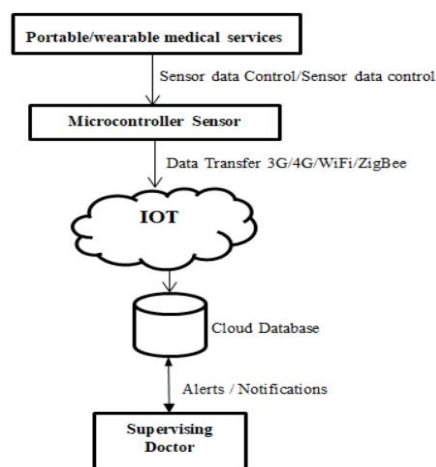 Portable/wearable medical services
Sensor data Control/Sensor data control
Microcontroller Sensor
Data Transfer 3G/4G/WiFi/ZigBee
IOT
Cloud Database
Alerts / Notifications
Supervising
Doctor